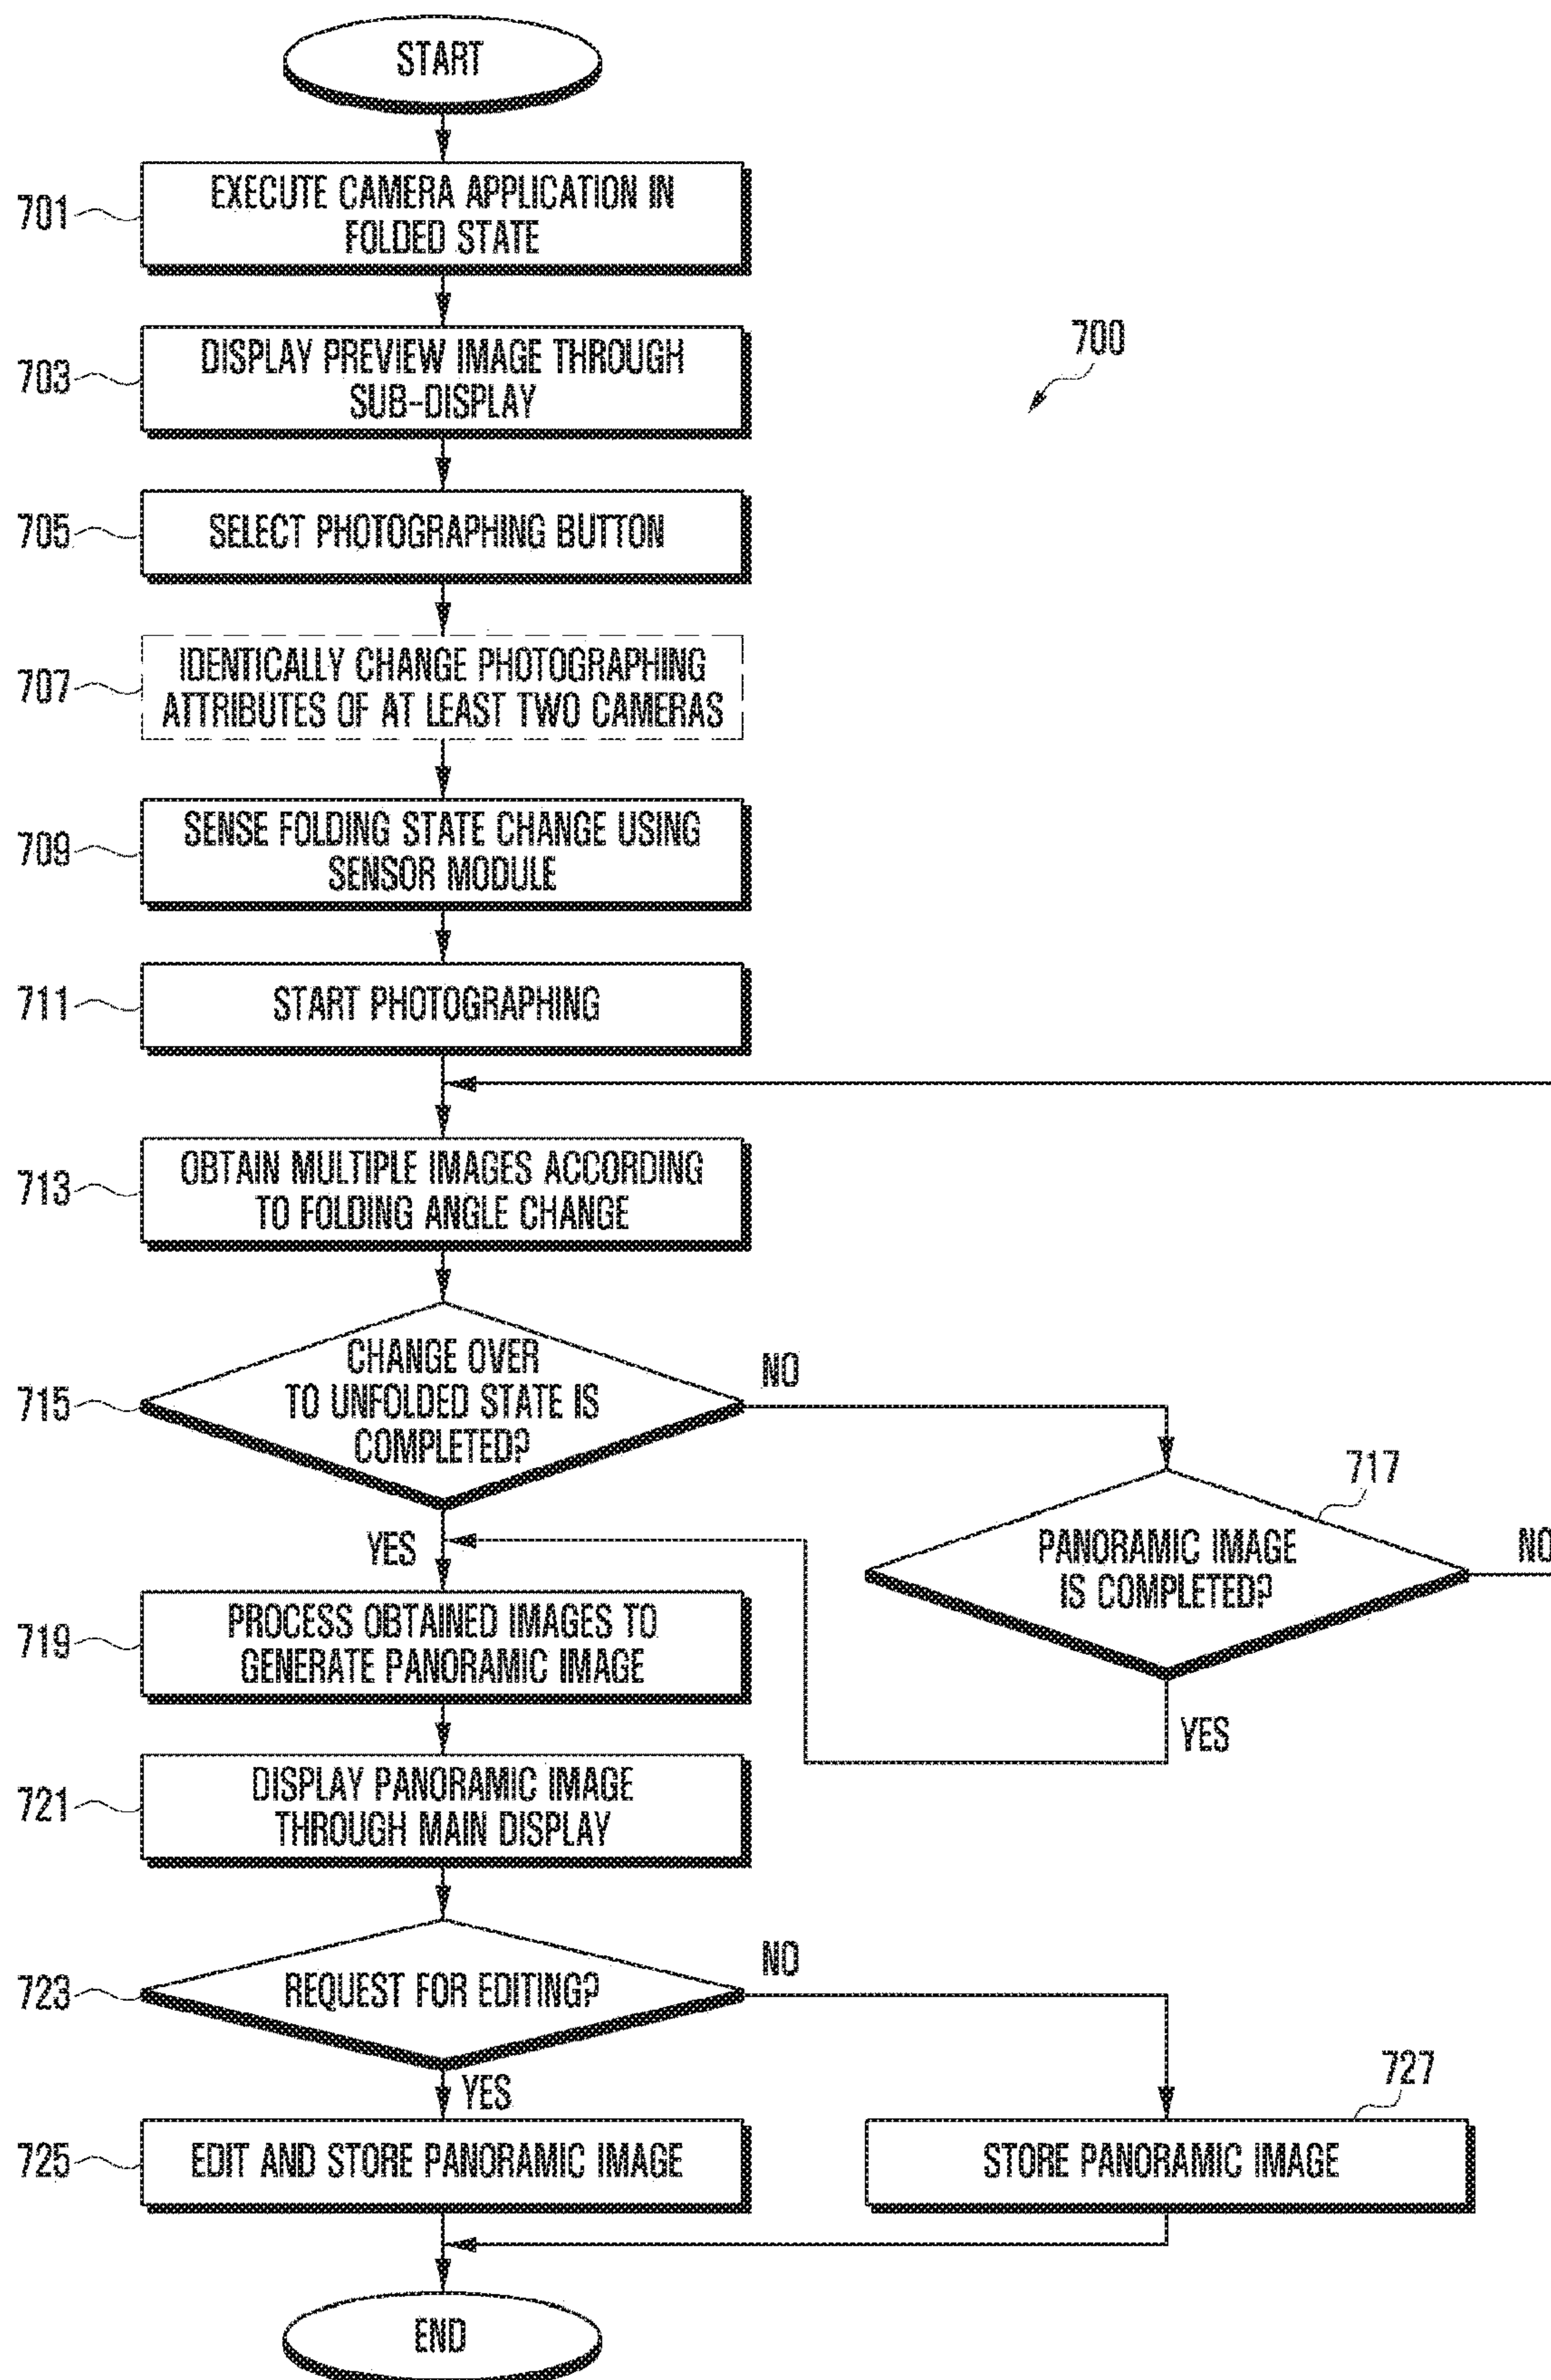 START
701
EXECUTE CAMERA APPLICATION IN
FOLDED STATE
700
703
DISPLAY PREVIEW IMAGE THROUGH
SUB-DISPLAY
705
SELECT PHOTOGRAPHING BUTTON
707
IDENTICALLY CHANGE PHOTOGRAPHING
ATTRIBUTES OF AT LEAST TWO CAMERAS
709
SENSE FOLDING STATE CHANGE USING
SENSOR MODULE
711
START PHOTOGRAPHING
713
OBTAIN MULTIPLE IMAGES ACCORDING
TO FOLDING ANGLE CHANGE
715
CHANGE OVER
TO UNFOLDED STATE IS
COMPLETED?
NO
717
PANORAMIC IMAGE
IS COMPLETED?
NO
YES
YES
719
PROCESS OBTAINED IMAGES TO
GENERATE PANORAMIC IMAGE
721
DISPLAY PANORAMIC IMAGE
THROUGH MAIN DISPLAY
723
REQUEST FOR EDITING?
NO
YES
727
725
EDIT AND STORE PANORAMIC IMAGE
STORE PANORAMIC IMAGE
END